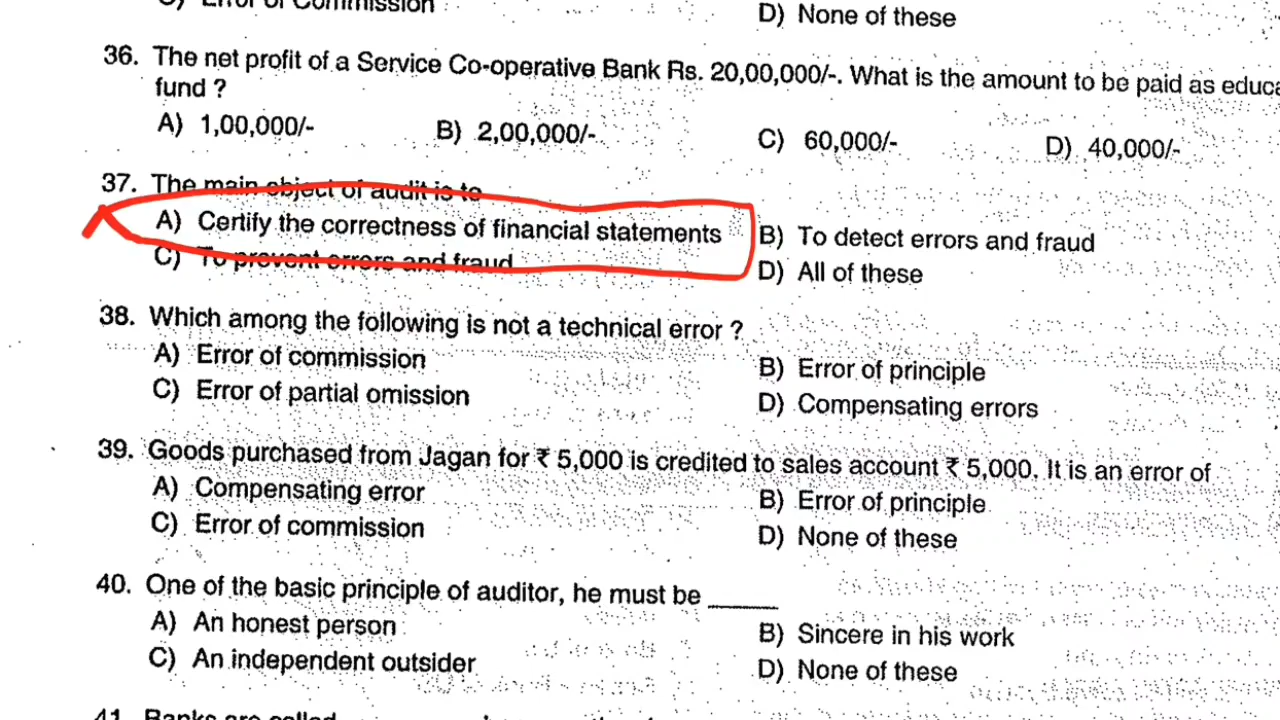 C) Error of Commission
D) None of these
36. The net profit of a Service Co-operative Bank Rs. 20,00,000/-. What is the amount to be paid as educa
fund ?
A) 1,00,000/- B) 2,00,000/- C) 60,000/- D) 40,000/-
37. The main object of audit is to
A) Certify the correctness of financial statements B) To detect errors and fraud
C) To prevent errors and fraud D) All of these
38. Which among the following is not a technical error ?
A) Error of commission B) Error of principle
C) Error of partial omission D) Compensating errors
39. Goods purchased from Jagan for ₹ 5,000 is credited to sales account ₹ 5,000. It is an error of
A) Compensating error B) Error of principle
C) Error of commission D) None of these
40. One of the basic principle of auditor, he must be ______
A) An honest person B) Sincere in his work
C) An independent outsider D) None of these
41. Banks are called